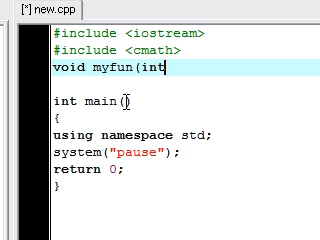 [*] new.cpp
#include <iostream>
#include <cmath>
void myfun(int
int main()
{
using namespace std;
system("pause");
return 0;
}